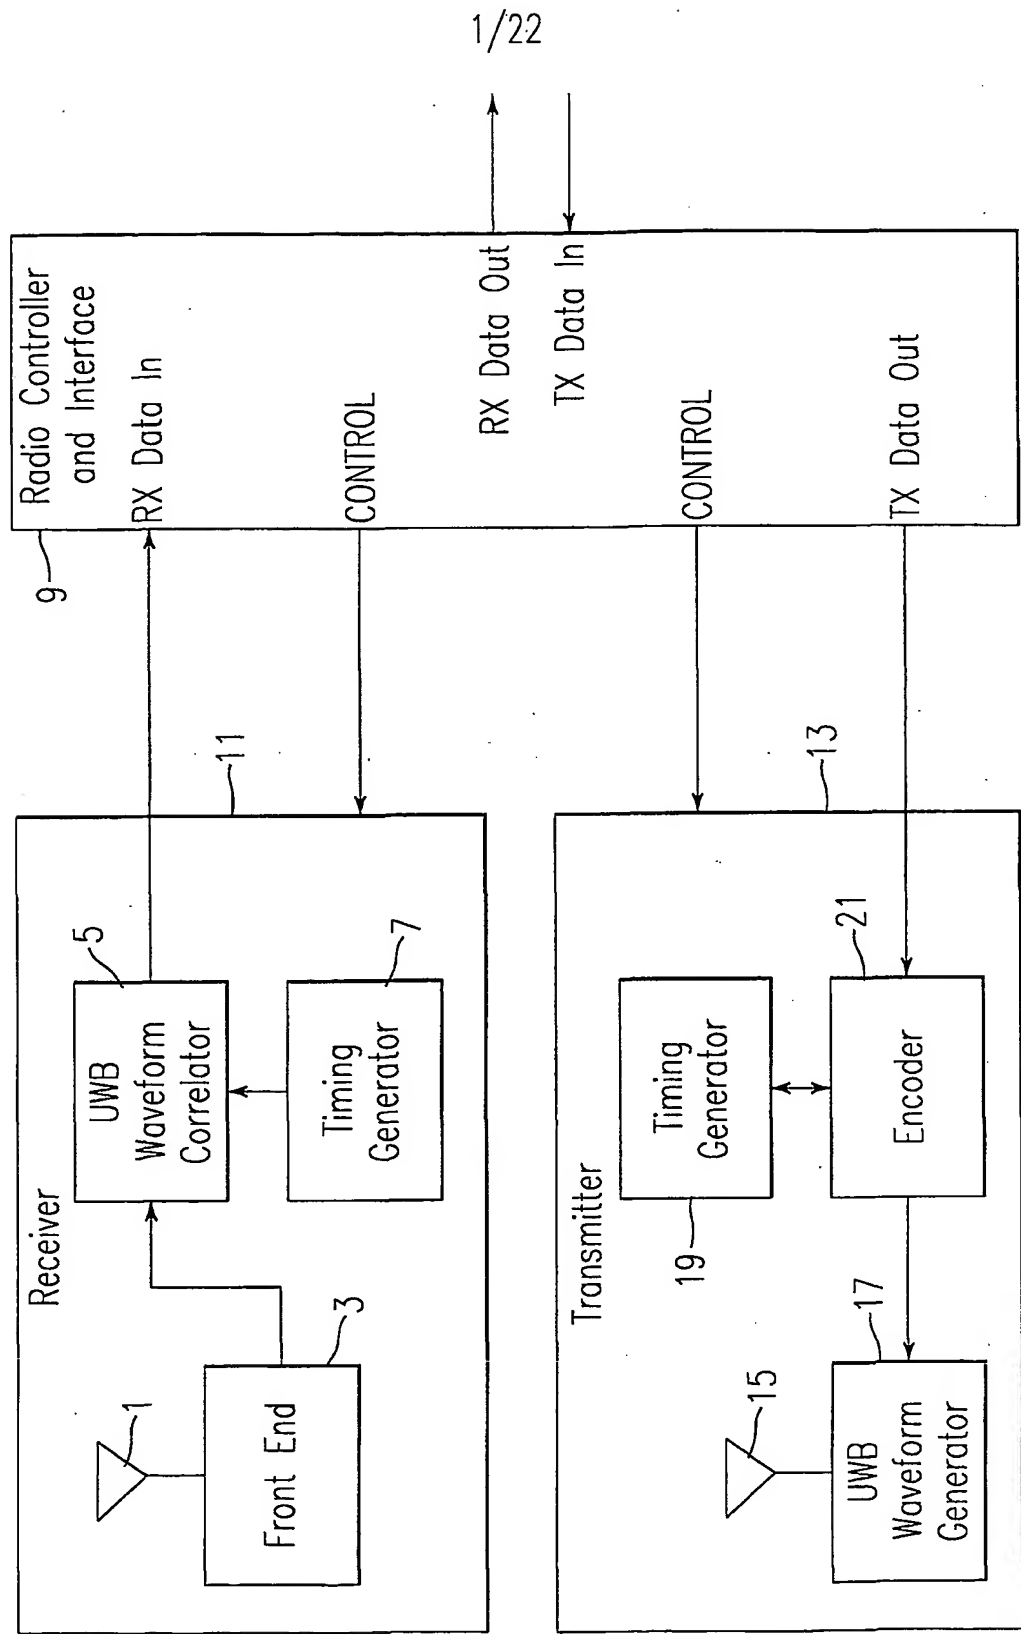 1/22
Receiver
1
Front End
3
UWB
Waveform
Correlator
5
Timing
Generator
7
11
Radio Controller
and Interface
9
RX Data In
CONTROL
RX Data Out
TX Data In
CONTROL
TX Data Out
Transmitter
13
15
UWB
Waveform
Generator
17
Timing
Generator
19
Encoder
21